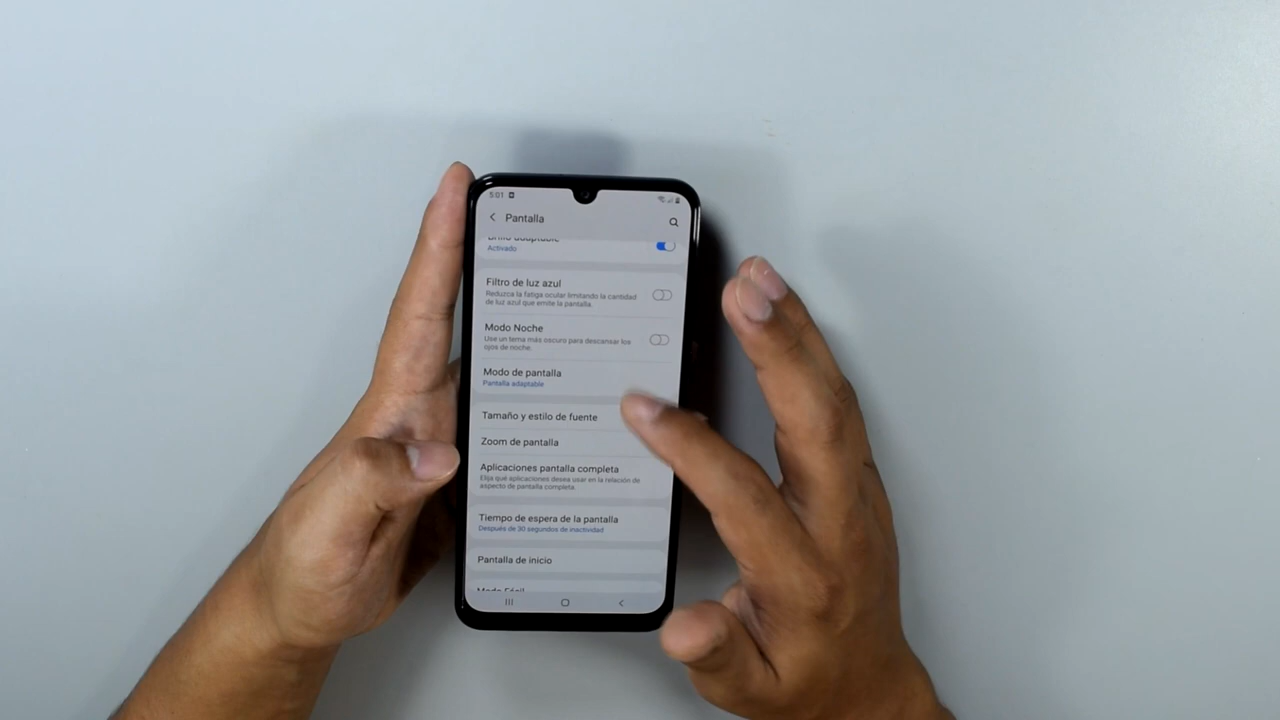 5:01
Pantalla
Brillo adaptable
Activado
Filtro de luz azul
Reduzca la fatiga ocular limitando la cantidad
de luz azul que emite la pantalla.
Modo Noche
Use un tema más oscuro para descansar los
ojos de noche.
Modo de pantalla
Pantalla adaptable
Tamaño y estilo de fuente
Zoom de pantalla
Aplicaciones pantalla completa
Elija qué aplicaciones desea usar en la relación de
aspecto de pantalla completa.
Tiempo de espera de la pantalla
Después de 30 segundos de inactividad
Pantalla de inicio
Modo Fácil